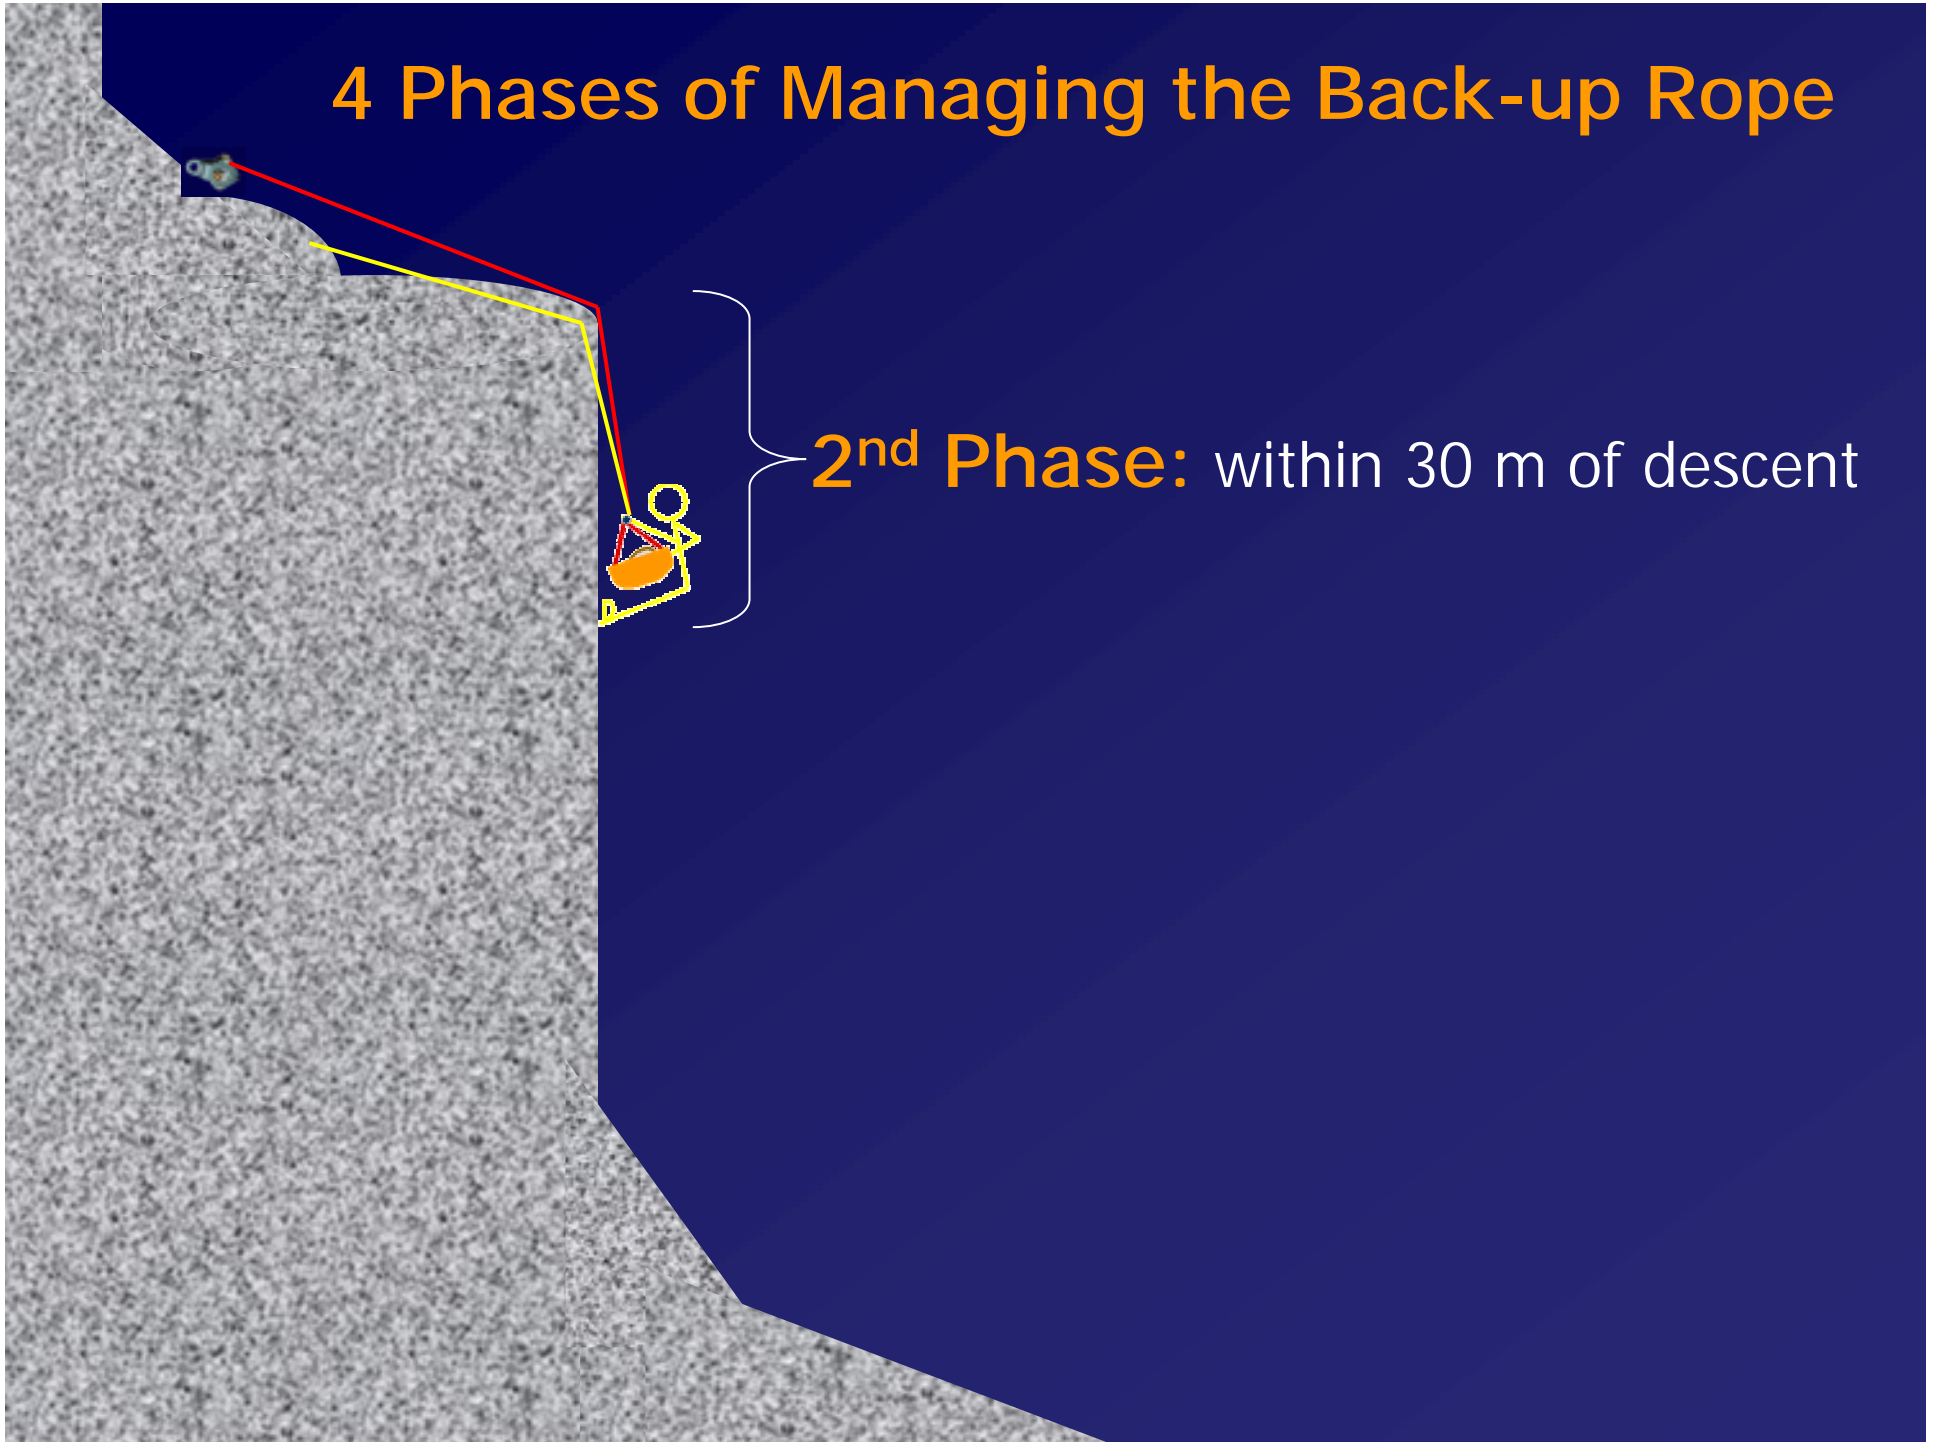 4 Phases of Managing the Back-up Rope
2nd Phase: within 30 m of descent